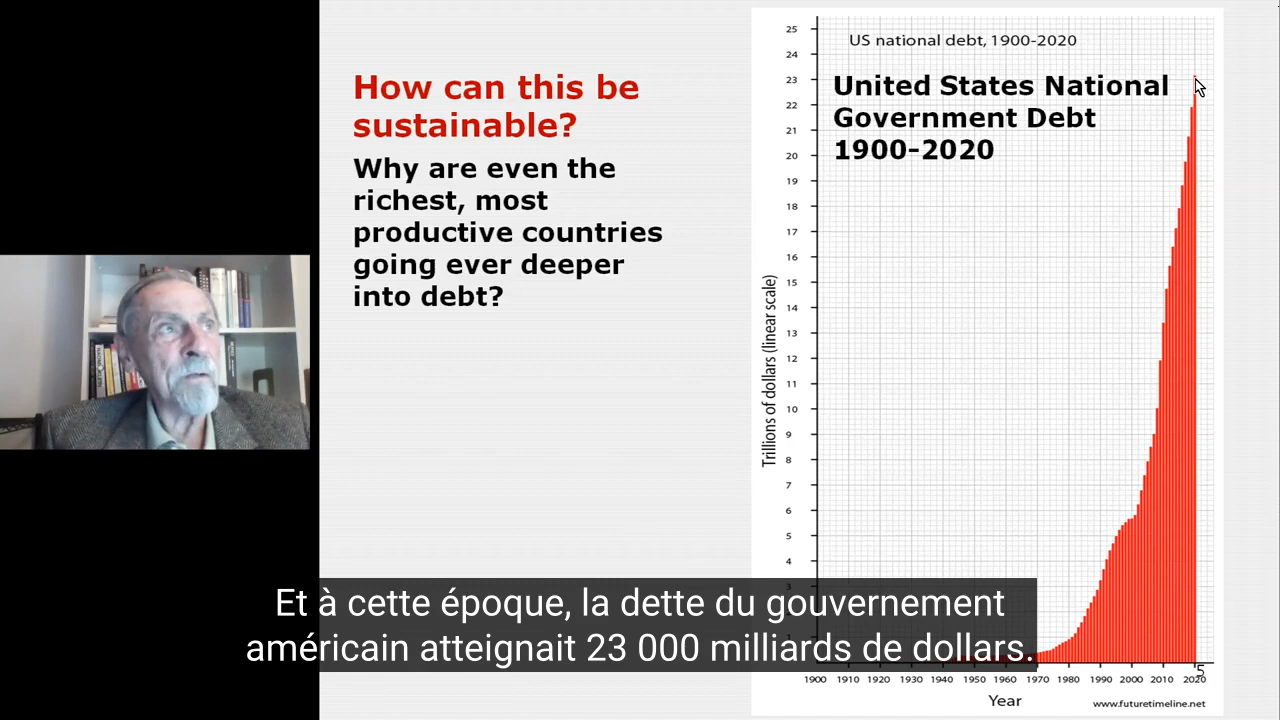 How can this be
sustainable?
Why are even the
richest, most
productive countries
going ever deeper
into debt?
US national debt, 1900-2020
United States National
Government Debt
1900-2020
Trillions of dollars (linear scale)
25
24
23
22
21
20
19
18
17
16
15
14
13
12
11
10
9
8
7
6
5
4
3
1
1900 1910 1920 1930 1940 1950 1960 1970 1980 1990 2000 2010 2020
5
Year
www.futuretimeline.net
Et à cette époque, la dette du gouvernement
américain atteignait 23 000 milliards de dollars.